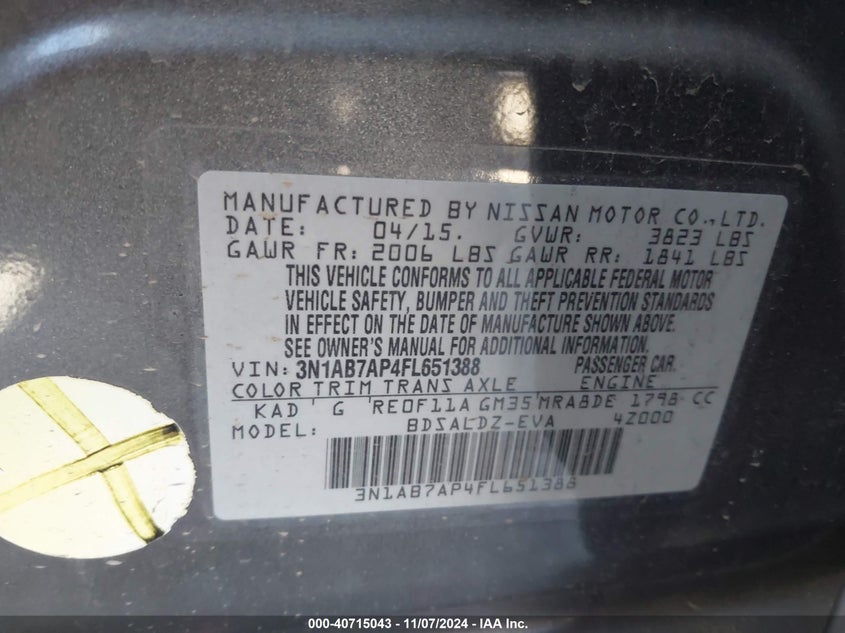 MANUFACTURED BY NISSAN MOTOR CO., LTD.
DATE: 04/15. GVWR: 3823 LBS
GAWR FR: 2006 LBS GAWR RR: 1841 LBS
THIS VEHICLE CONFORMS TO ALL APPLICABLE FEDERAL MOTOR
VEHICLE SAFETY, BUMPER AND THEFT PREVENTION STANDARDS
IN EFFECT ON THE DATE OF MANUFACTURE SHOWN ABOVE.
SEE OWNER'S MANUAL FOR ADDITIONAL INFORMATION.
VIN: 3N1AB7AP4FL651388 PASSENGER CAR.
COLOR TRIM TRANS AXLE ENGINE
KAD G RE0F11A GM35 MRA8DE 1798 CC
MODEL: BDSALDZ-EVA 4Z000
3N1AB7AP4FL651388
000-40715043 - 11/07/2024 - IAA Inc.